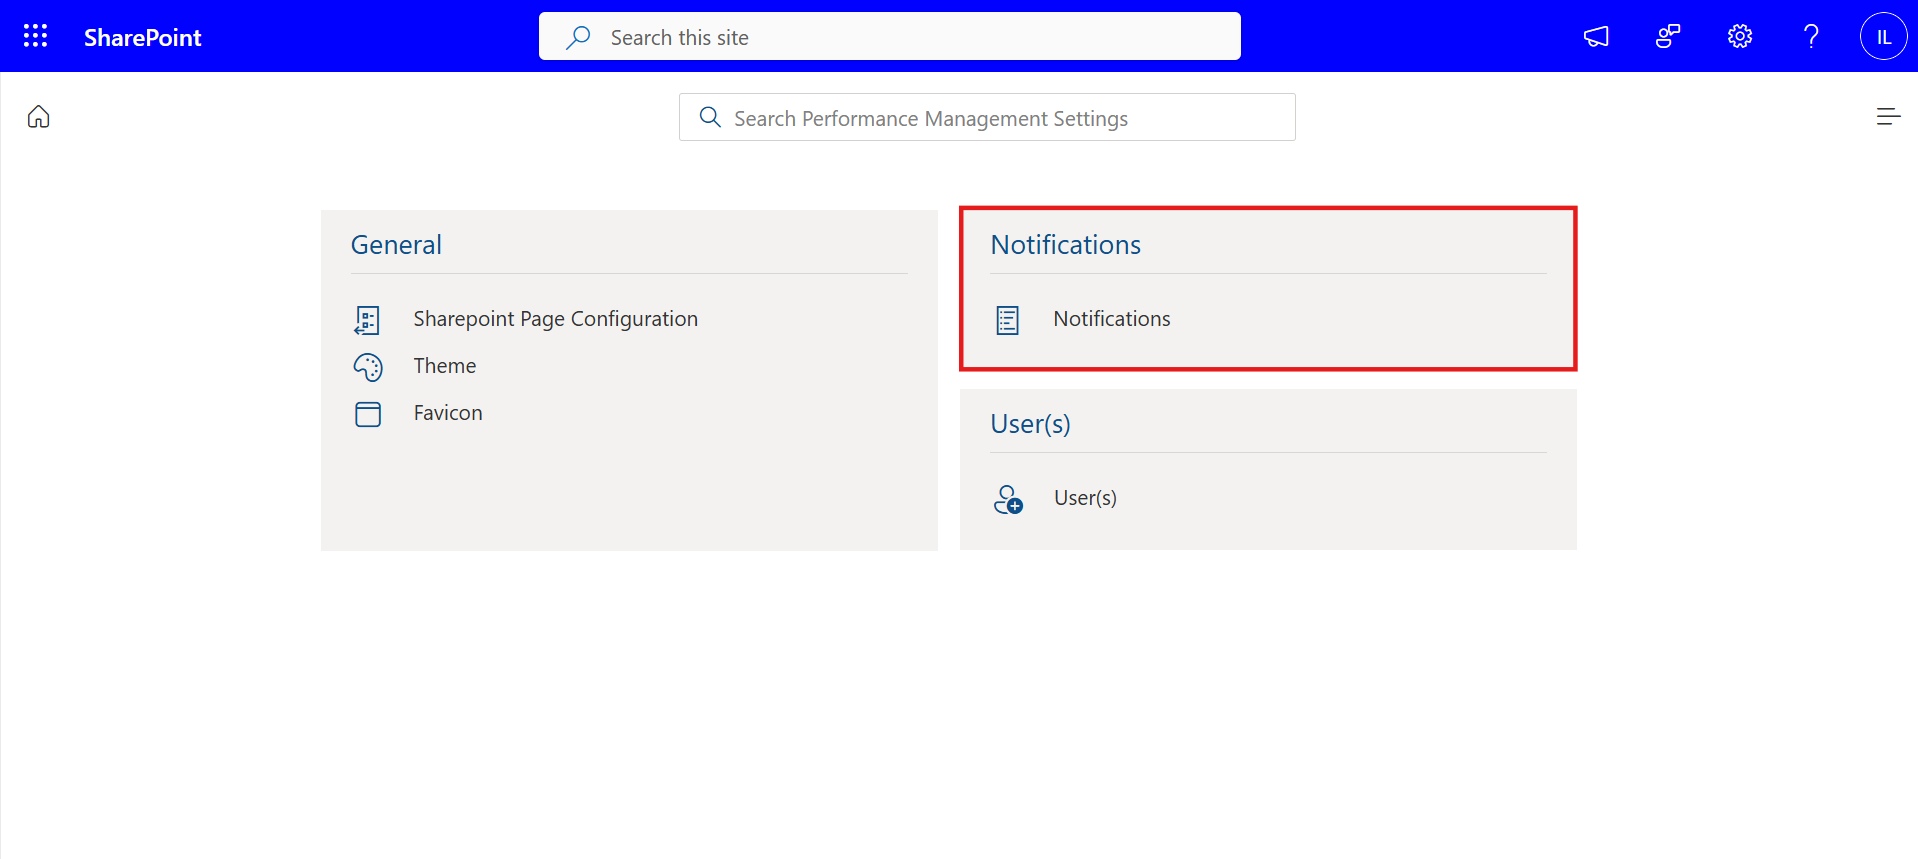 SharePoint
Search this site
IL
Search Performance Management Settings
General
Sharepoint Page Configuration
Theme
Favicon
Notifications
Notifications
User(s)
User(s)